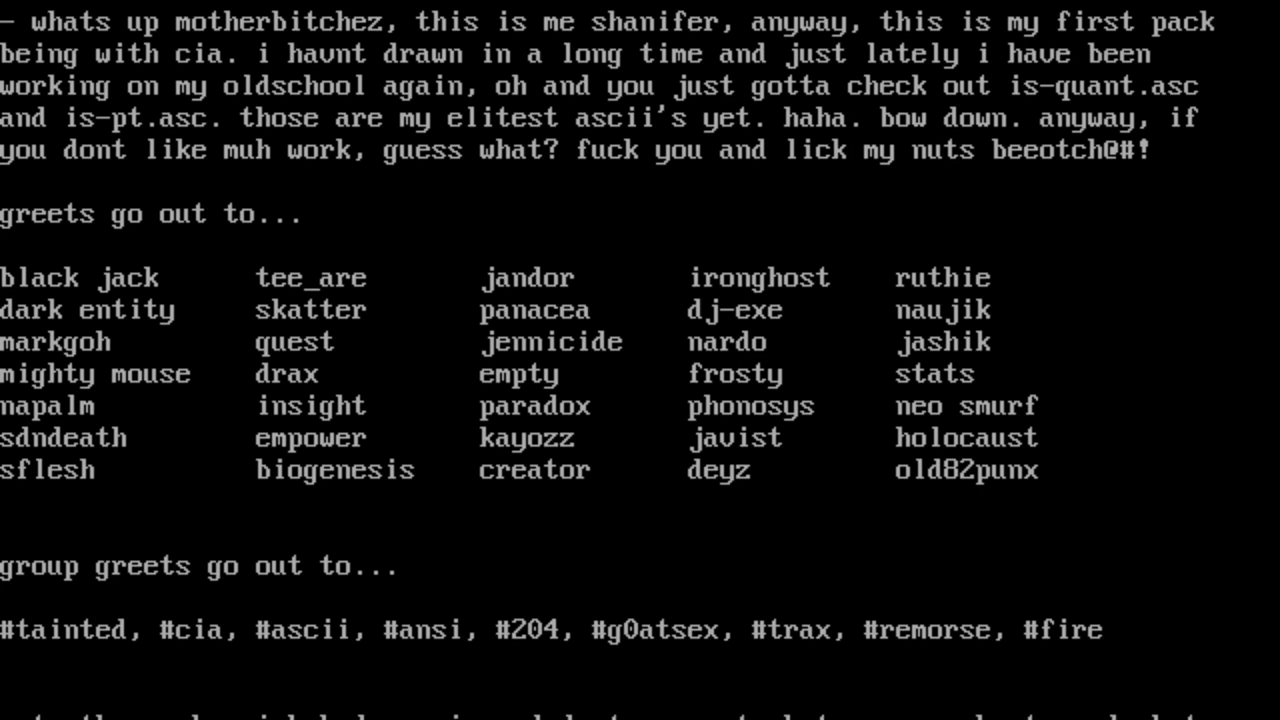 - whats up motherbitchez, this is me shanifer, anyway, this is my first pack
being with cia. i havnt drawn in a long time and just lately i have been
working on my oldschool again, oh and you just gotta check out is-quant.asc
and is-pt.asc. those are my elitest ascii's yet. haha. bow down. anyway, if
you dont like muh work, guess what? fuck you and lick my nuts beeotch@#!
greets go out to...
black jack tee_are jandor ironghost ruthie
dark entity skatter panacea dj-exe naujik
markgoh quest jennicide nardo jashik
mighty mouse drax empty frosty stats
napalm insight paradox phonosys neo smurf
sdndeath empower kayozz javist holocaust
sflesh biogenesis creator deyz old82punx
group greets go out to...
#tainted, #cia, #ascii, #ansi, #204, #g0atsex, #trax, #remorse, #fire